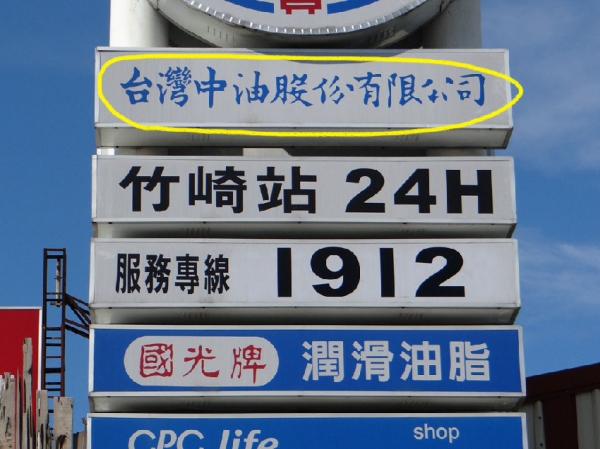 台灣中油股份有限公司
竹崎站 24H
服務專線 1912
國光牌 潤滑油脂
CPC life shop